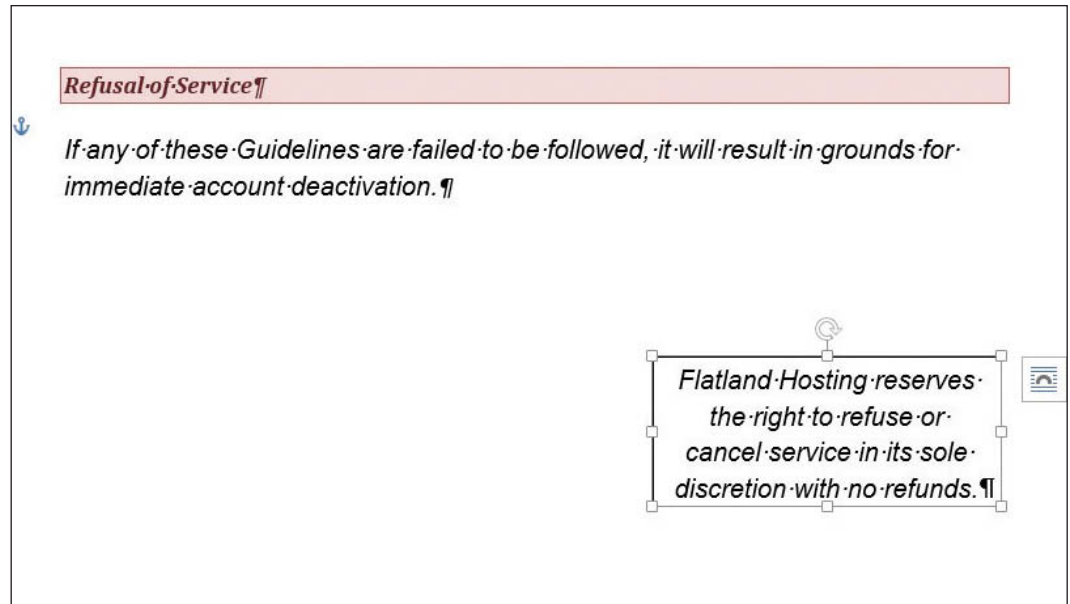 Refusal·of·Service¶
If·any·of·these·Guidelines·are·failed·to·be·followed,·it·will·result·in·grounds·for·
immediate·account·deactivation.¶
Flatland·Hosting·reserves·
the·right·to·refuse·or·
cancel·service·in·its·sole·
discretion·with·no·refunds.¶